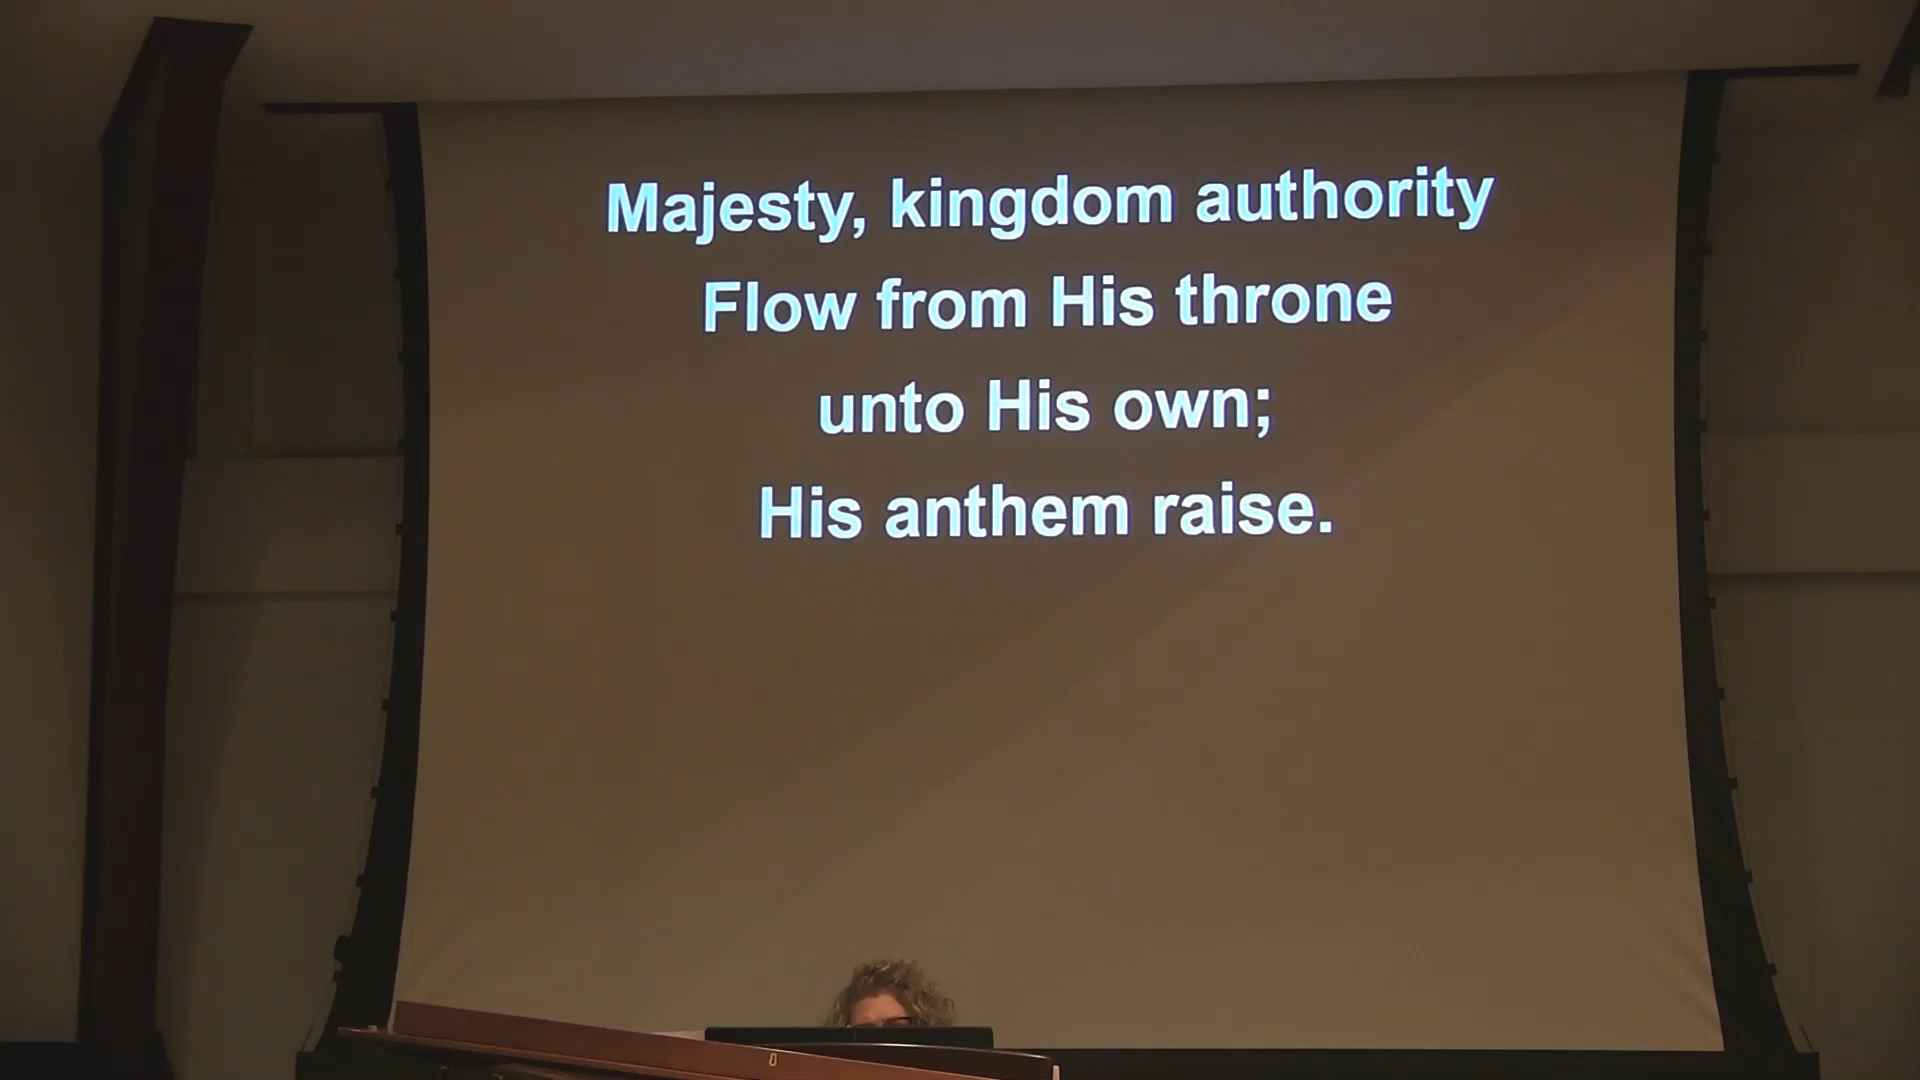 Majesty, kingdom authority
Flow from His throne
unto His own;
His anthem raise.